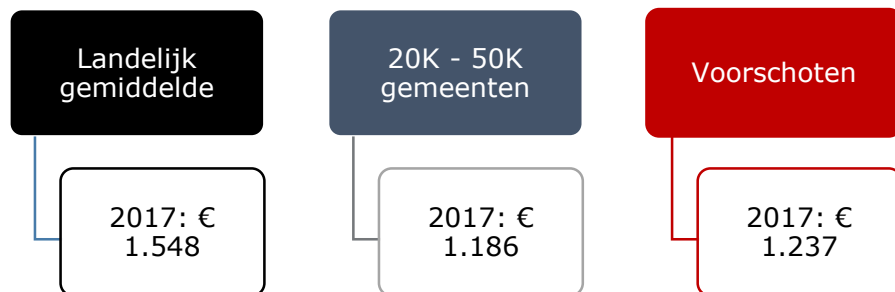 Landelijk
gemiddelde
2017: €
1.548
20K - 50K
gemeenten
2017: €
1.186
Voorschoten
2017: €
1.237